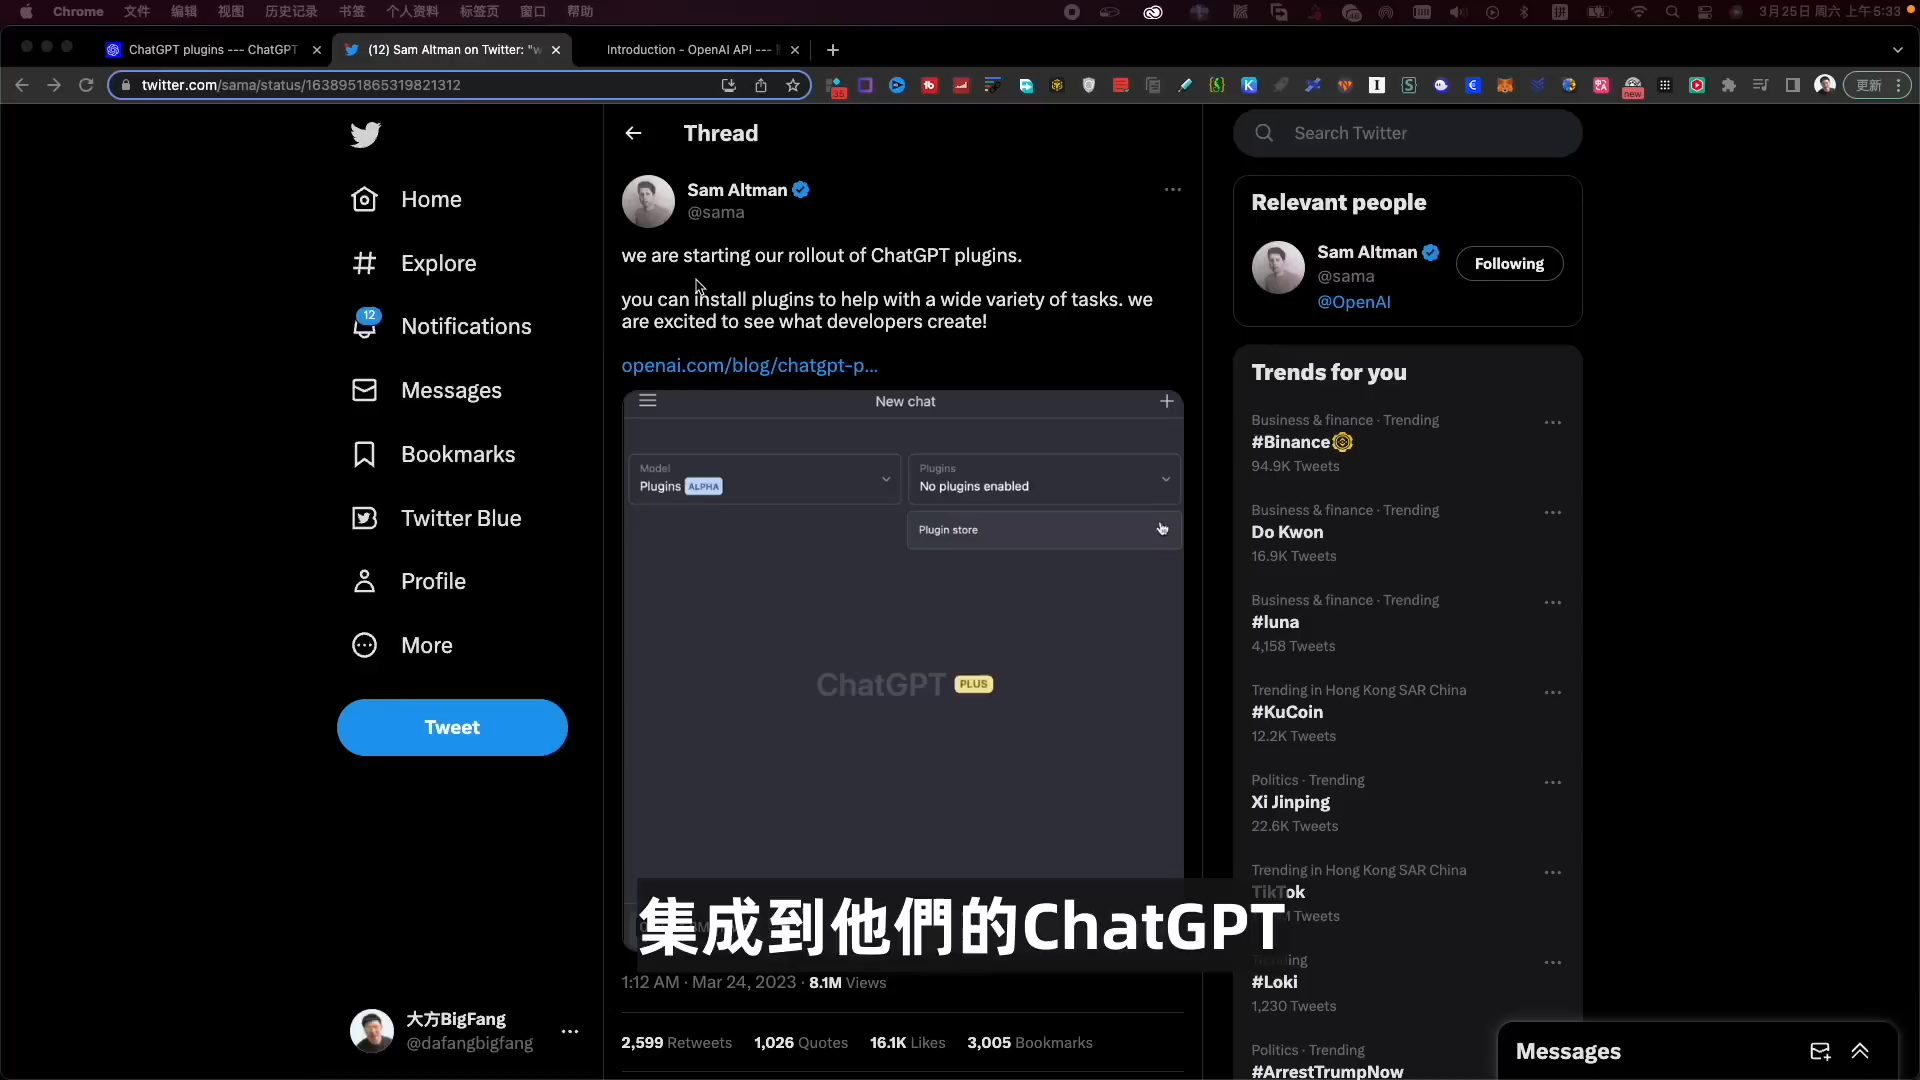 Chrome 文件 编辑 视图 历史记录 书签 个人资料 标签页 窗口 帮助
3月25日 周六 上午5:33
ChatGPT plugins --- ChatGPT
(12) Sam Altman on Twitter: "w
Introduction - OpenAI API ---
twitter.com/sama/status/1638951865319821312
35
new
更新
Home
Explore
12
Notifications
Messages
Bookmarks
Twitter Blue
Profile
More
Tweet
大方BigFang
@dafangbigfang
Thread
Sam Altman
@sama
we are starting our rollout of ChatGPT plugins.
you can install plugins to help with a wide variety of tasks. we
are excited to see what developers create!
openai.com/blog/chatgpt-p...
New chat
Model
Plugins ALPHA
Plugins
No plugins enabled
Plugin store
ChatGPT PLUS
集成到他們的ChatGPT
1:12 AM · Mar 24, 2023 · 8.1M Views
2,599 Retweets 1,026 Quotes 16.1K Likes 3,005 Bookmarks
Search Twitter
Relevant people
Sam Altman
@sama
Following
@OpenAI
Trends for you
Business & finance · Trending
#Binance
94.9K Tweets
Business & finance · Trending
Do Kwon
16.9K Tweets
Business & finance · Trending
#luna
4,158 Tweets
Trending in Hong Kong SAR China
#KuCoin
12.2K Tweets
Politics · Trending
Xi Jinping
22.6K Tweets
Trending in Hong Kong SAR China
TikTok
M Tweets
Trending
#Loki
1,230 Tweets
Politics · Trending
#ArrestTrumpNow
Messages